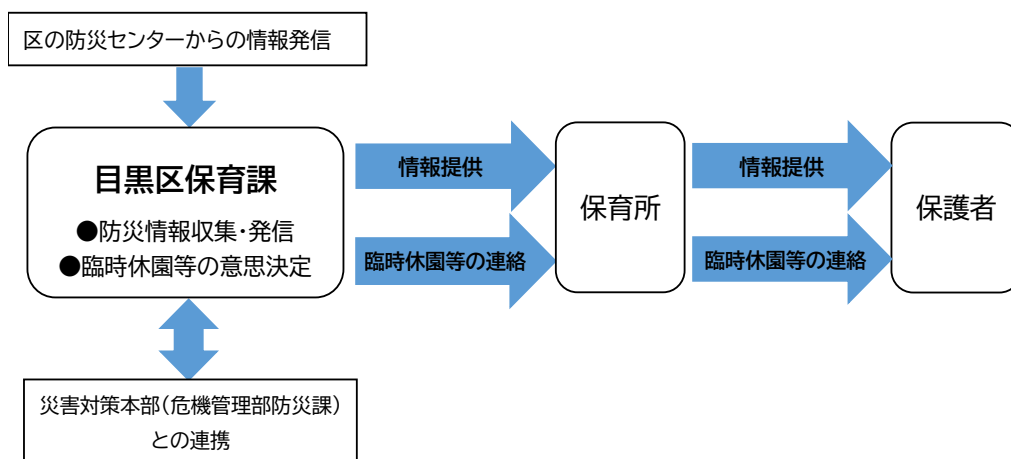 区の防災センターからの情報発信
目黒区保育課
●防災情報収集・発信
●臨時休園等の意思決定
情報提供
臨時休園等の連絡
保育所
情報提供
臨時休園等の連絡
保護者
災害対策本部(危機管理部防災課)
との連携